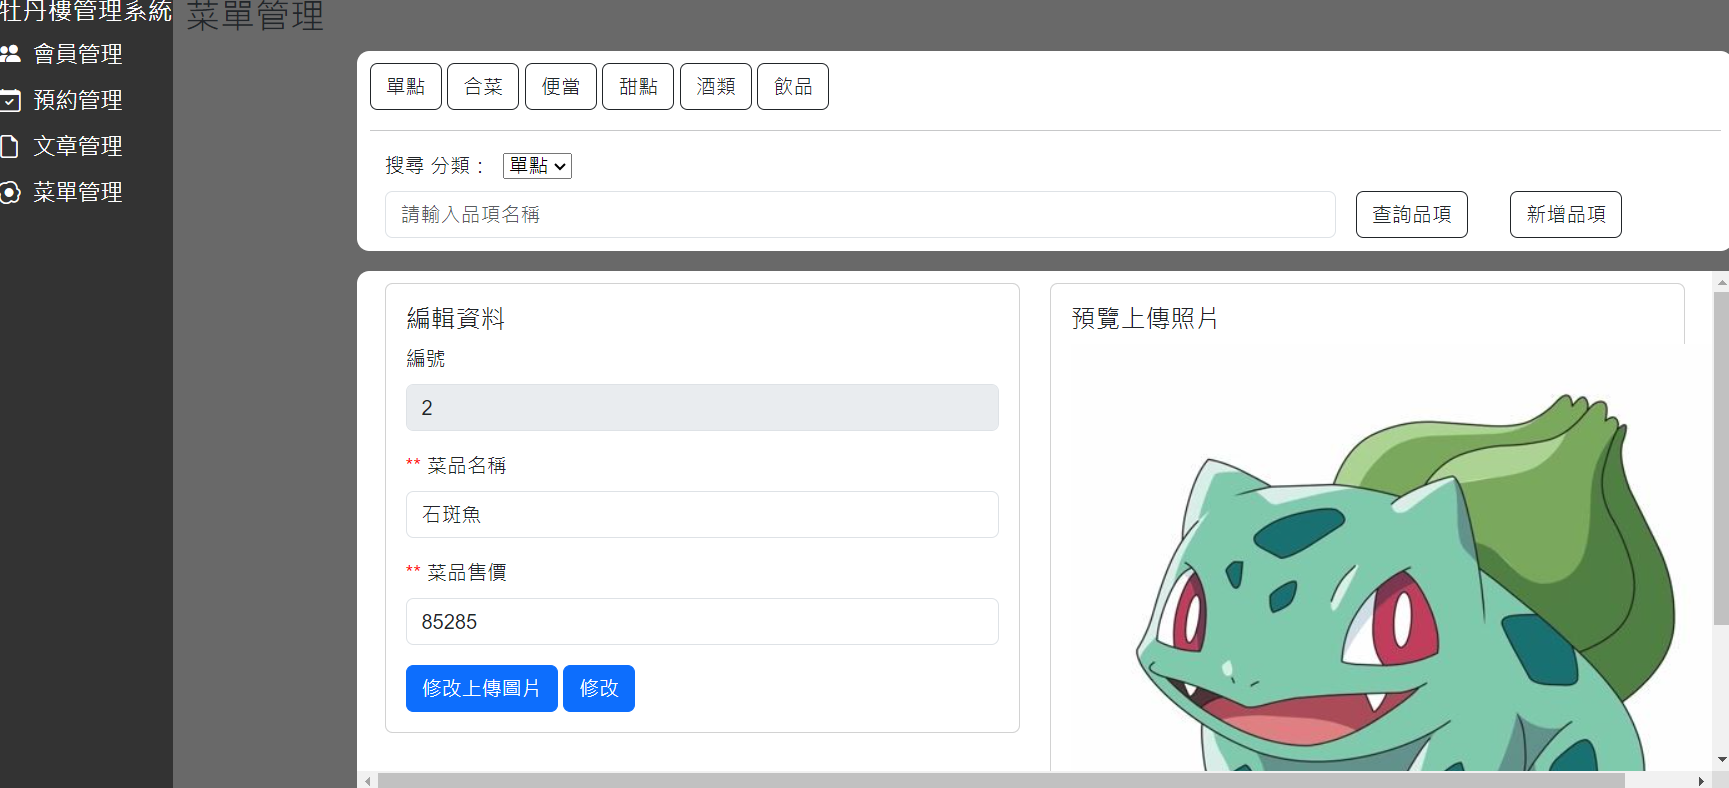 牡丹樓管理系統
會員管理
預約管理
文章管理
菜單管理
菜單管理
單點 合菜 便當 甜點 酒類 飲品
搜尋 分類： 單點
請輸入品項名稱 查詢品項 新增品項
編輯資料
編號
2
** 菜品名稱
石斑魚
** 菜品售價
85285
修改上傳圖片 修改
預覽上傳照片